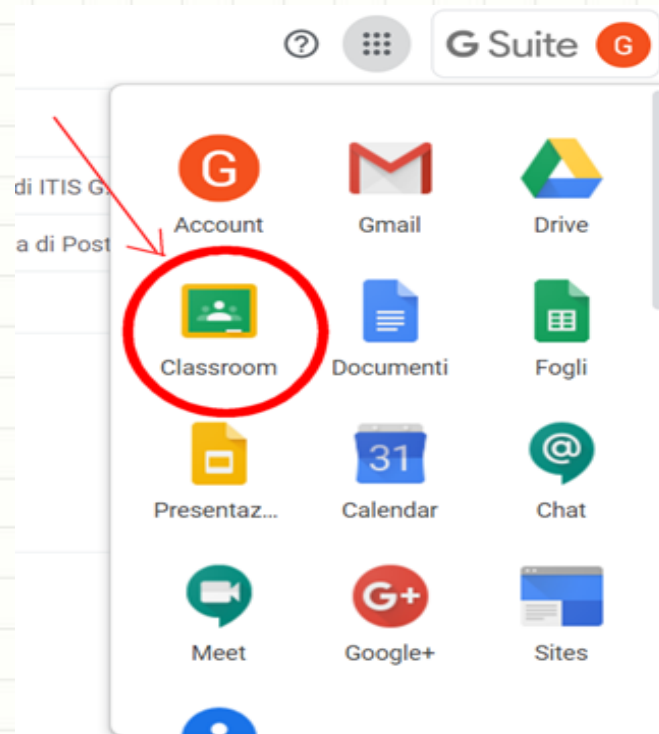 G Suite G
G
di ITIS G.
Account Gmail Drive
a di Post
Classroom Documenti Fogli
31 @
Presentaz... Calendar Chat
G+
Meet Google+ Sites